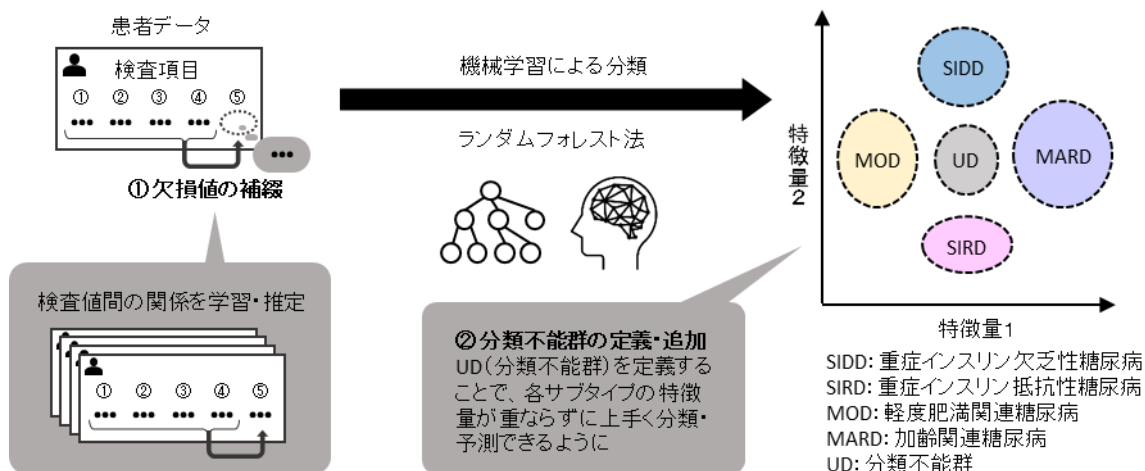 患者データ
検査項目
① ② ③ ④ ⑤
••• ••• ••• •••
•••
①欠損値の補綴
検査値間の関係を学習・推定
① ② ③ ④ ⑤
••• ••• ••• ••• •••
機械学習による分類
ランダムフォレスト法
②分類不能群の定義・追加
UD(分類不能群)を定義する
ことで、各サブタイプの特徴
量が重ならずに上手く分類・
予測できるように
特徴量2
SIDD
MOD
UD
MARD
SIRD
特徴量1
SIDD: 重症インスリン欠乏性糖尿病
SIRD: 重症インスリン抵抗性糖尿病
MOD: 軽度肥満関連糖尿病
MARD: 加齢関連糖尿病
UD: 分類不能群